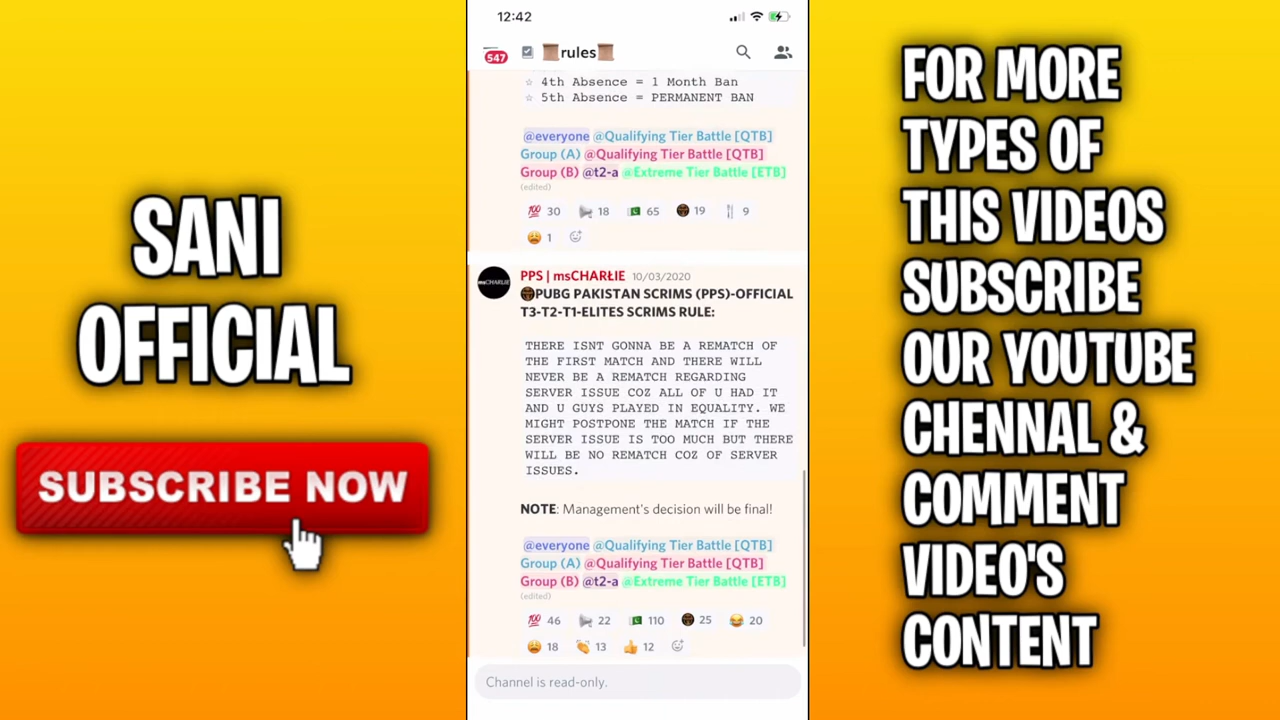 SANI
OFFICIAL
SUBSCRIBE NOW
12:42
547
rules
☆ 4th Absence = 1 Month Ban
☆ 5th Absence = PERMANENT BAN
@everyone @Qualifying Tier Battle [QTB]
Group (A) @Qualifying Tier Battle [QTB]
Group (B) @t2-a @Extreme Tier Battle [ETB]
(edited)
💯 30 18 🇵🇰 65 19 🍴 9
😩 1
msCHARŁIE
PPS | msCHARŁIE 10/03/2020
PUBG PAKISTAN SCRIMS (PPS)-OFFICIAL
T3-T2-T1-ELITES SCRIMS RULE:
THERE ISNT GONNA BE A REMATCH OF
THE FIRST MATCH AND THERE WILL
NEVER BE A REMATCH REGARDING
SERVER ISSUE COZ ALL OF U HAD IT
AND U GUYS PLAYED IN EQUALITY. WE
MIGHT POSTPONE THE MATCH IF THE
SERVER ISSUE IS TOO MUCH BUT THERE
WILL BE NO REMATCH COZ OF SERVER
ISSUES.
NOTE: Management's decision will be final!
@everyone @Qualifying Tier Battle [QTB]
Group (A) @Qualifying Tier Battle [QTB]
Group (B) @t2-a @Extreme Tier Battle [ETB]
(edited)
💯 46 22 🇵🇰 110 25 😂 20
😩 18 👏 13 👍 12
Channel is read-only.
FOR MORE
TYPES OF
THIS VIDEOS
SUBSCRIBE
OUR YOUTUBE
CHENNAL &
COMMENT
VIDEO'S
CONTENT